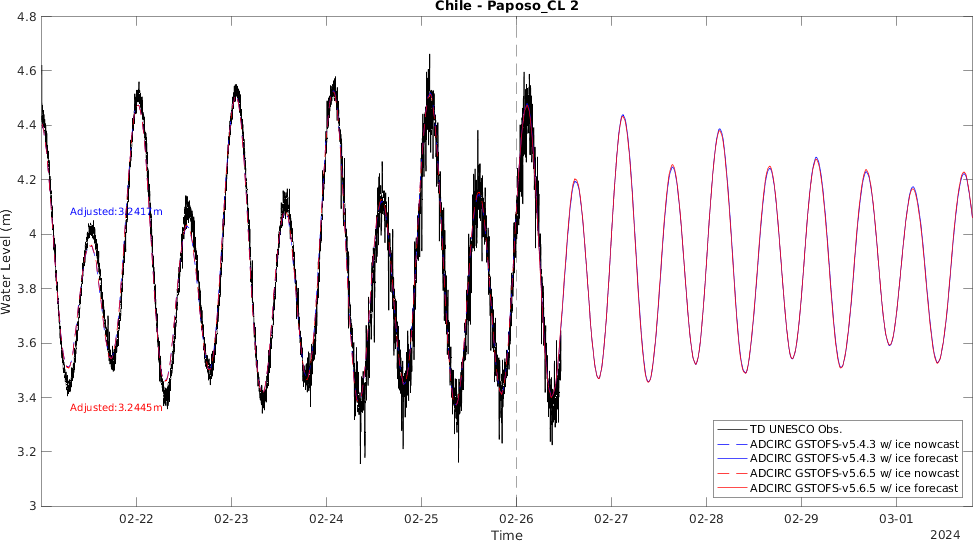 Chile - Paposo_CL 2
4.8
4.6
4.4
4.2
4
3.8
3.6
3.4
3.2
3
Water Level (m)
Adjusted:3.2417m
Adjusted:3.2445m
TD UNESCO Obs.
ADCIRC GSTOFS-v5.4.3 w/ ice nowcast
ADCIRC GSTOFS-v5.4.3 w/ ice forecast
ADCIRC GSTOFS-v5.6.5 w/ ice nowcast
ADCIRC GSTOFS-v5.6.5 w/ ice forecast
02-22 02-23 02-24 02-25 02-26 02-27 02-28 02-29 03-01
Time
2024